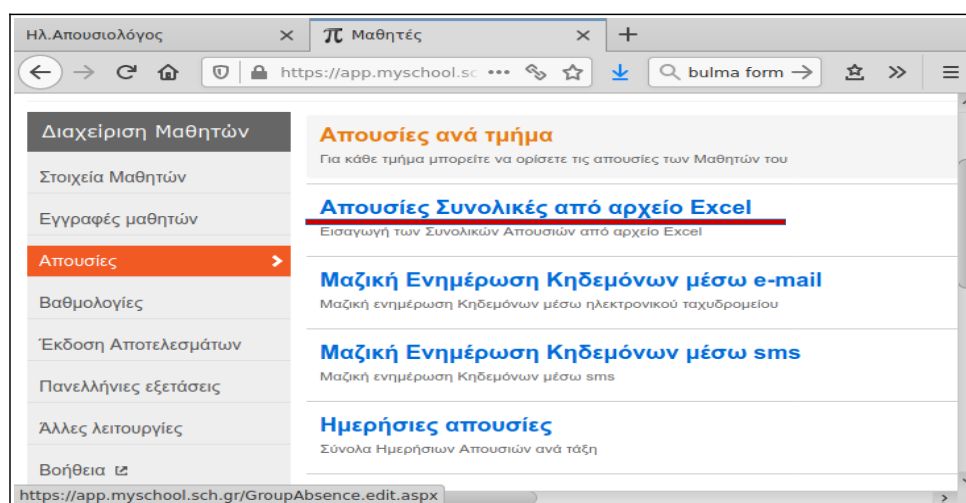 Ηλ.Απουσιολόγος
Μαθητές
https://app.myschool.sc
bulma form
Διαχείριση Μαθητών
Στοιχεία Μαθητών
Εγγραφές μαθητών
Απουσίες
Βαθμολογίες
Έκδοση Αποτελεσμάτων
Πανελλήνιες εξετάσεις
Άλλες λειτουργίες
Βοήθεια
Απουσίες ανά τμήμα
Για κάθε τμήμα μπορείτε να ορίσετε τις απουσίες των Μαθητών του
Απουσίες Συνολικές από αρχείο Excel
Εισαγωγή των Συνολικών Απουσιών από αρχείο Excel
Μαζική Ενημέρωση Κηδεμόνων μέσω e-mail
Μαζική ενημέρωση Κηδεμόνων μέσω ηλεκτρονικού ταχυδρομείου
Μαζική Ενημέρωση Κηδεμόνων μέσω sms
Μαζική ενημέρωση Κηδεμόνων μέσω sms
Ημερήσιες απουσίες
Σύνολα Ημερήσιων Απουσιών ανά τάξη
https://app.myschool.sch.gr/GroupAbsence.edit.aspx